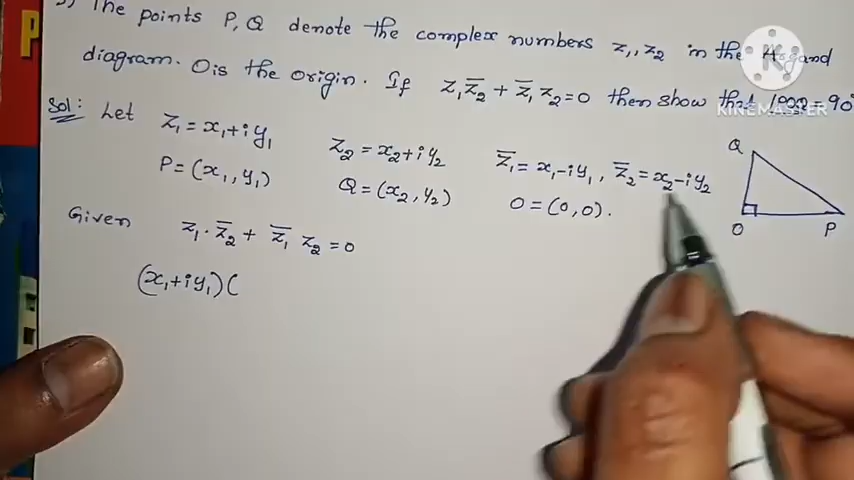 The points P, Q denote the complex numbers z₁, z₂ in the Argand
diagram. O is the origin. If z₁z̅₂ + z̅₁ z₂ = 0 then show that ∠POQ = 90°
KINEMASTER
Sol: Let z₁ = x₁+iy₁ z₂ = x₂+iy₂ z̅₁ = x₁-iy₁, z̅₂ = x₂-iy₂
P = (x₁, y₁) Q = (x₂, y₂) O = (0,0).
Q
O P
Given z₁. z̅₂ + z̅₁ z₂ = 0
(x₁+iy₁)(